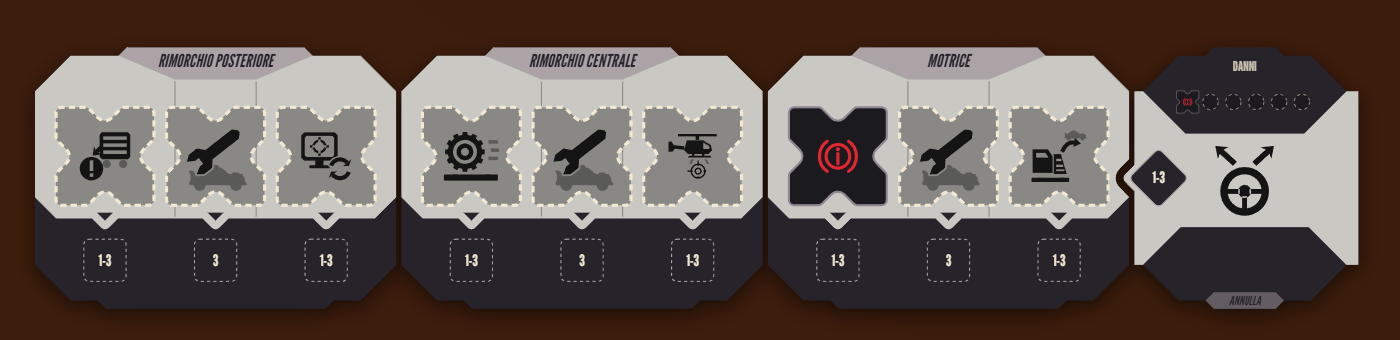 RIMORCHIO POSTERIORE
1-3
3
1-3
RIMORCHIO CENTRALE
1-3
3
1-3
MOTRICE
1-3
3
1-3
DANNI
1-3
ANNULLA